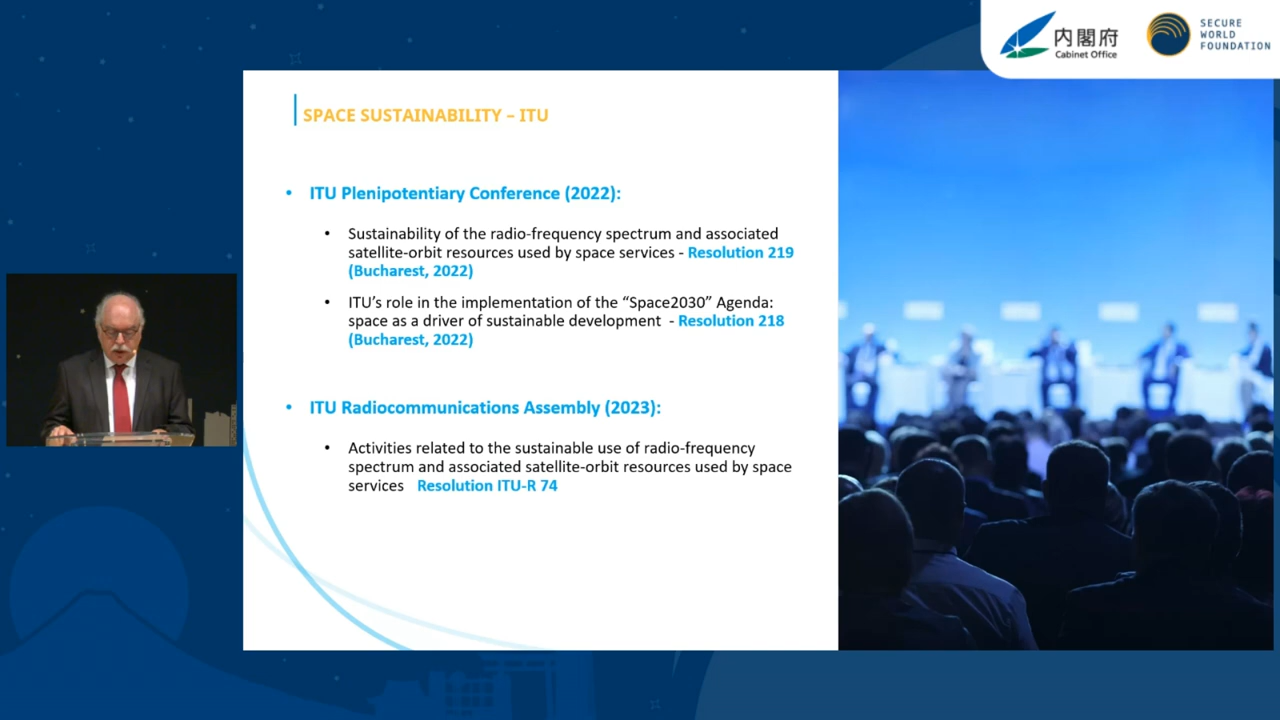 内閣府
Cabinet Office
SECURE
WORLD
FOUNDATION
SPACE SUSTAINABILITY – ITU
• ITU Plenipotentiary Conference (2022):
• Sustainability of the radio-frequency spectrum and associated
satellite-orbit resources used by space services - Resolution 219
(Bucharest, 2022)
• ITU’s role in the implementation of the “Space2030” Agenda:
space as a driver of sustainable development - Resolution 218
(Bucharest, 2022)
• ITU Radiocommunications Assembly (2023):
• Activities related to the sustainable use of radio-frequency
spectrum and associated satellite-orbit resources used by space
services Resolution ITU-R 74